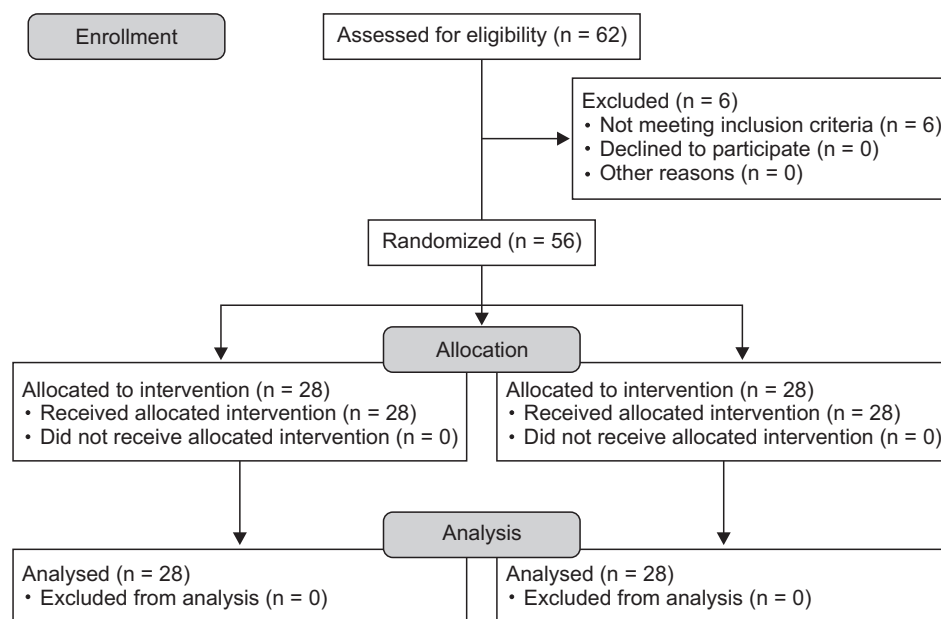 Enrollment
Assessed for eligibility (n = 62)
Excluded (n = 6)
• Not meeting inclusion criteria (n = 6)
• Declined to participate (n = 0)
• Other reasons (n = 0)
Randomized (n = 56)
Allocation
Allocated to intervention (n = 28)
• Received allocated intervention (n = 28)
• Did not receive allocated intervention (n = 0)
Allocated to intervention (n = 28)
• Received allocated intervention (n = 28)
• Did not receive allocated intervention (n = 0)
Analysis
Analysed (n = 28)
• Excluded from analysis (n = 0)
Analysed (n = 28)
• Excluded from analysis (n = 0)